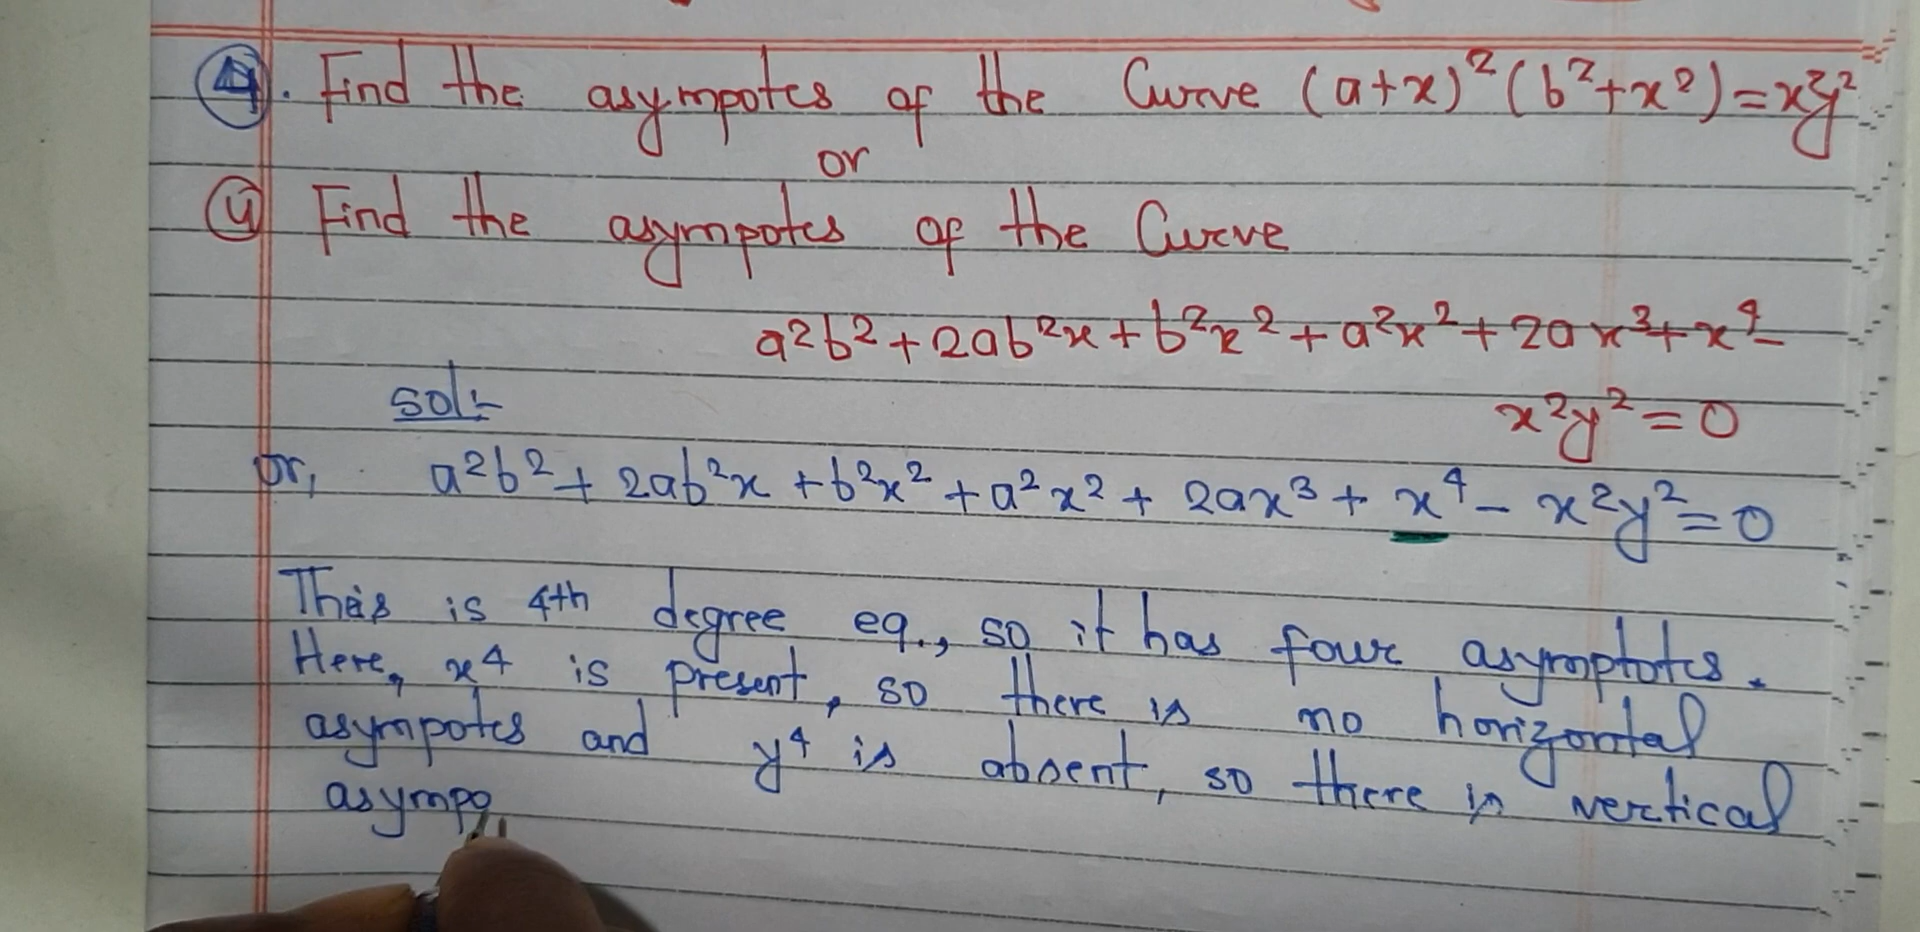 4. Find the asympotes of the Curve (a+x)²(b²+x²)=x²y²
or
4 Find the asympotes of the Curve
a²b²+2ab²x+b²x²+a²x²+2ax³+x⁴-
x²y²=0
sol:-
or, a²b²+2ab²x+b²x²+a²x²+2ax³+x⁴-x²y²=0
This is 4th degree eq., so it has four asymptotes.
Here, x⁴ is present, so there is no horizontal
asympotes and y⁴ is absent, so there is vertical
asympo